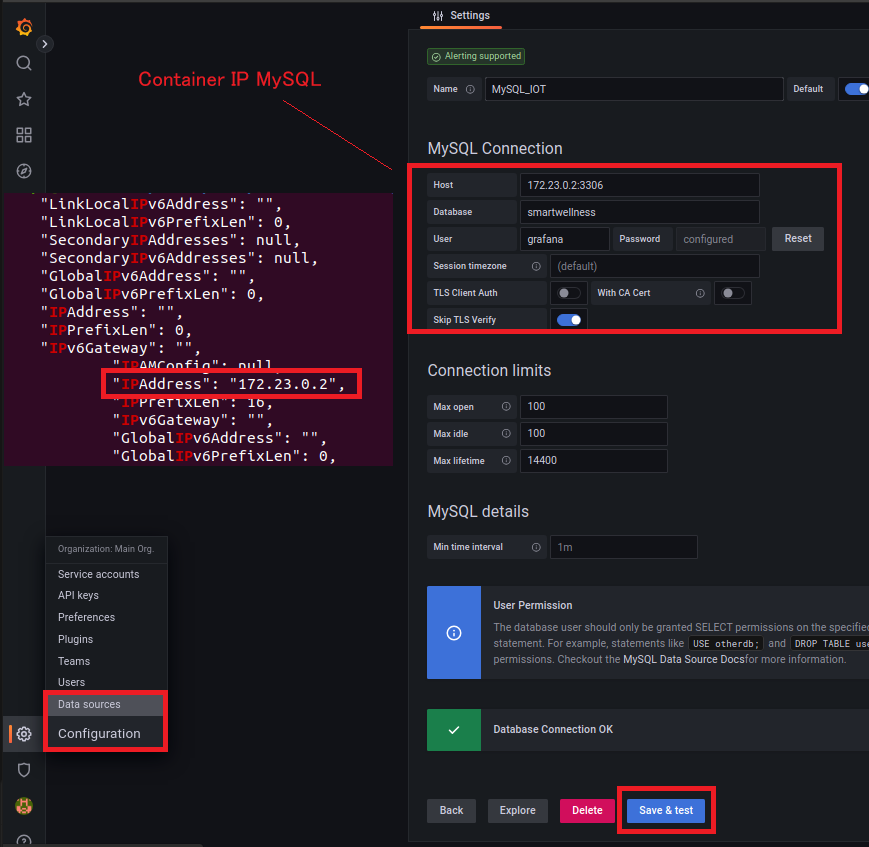 Settings
Container IP MySQL
Alerting supported
Name MySQL_IOT Default
MySQL Connection
Host 172.23.0.2:3306
Database smartwellness
User grafana Password configured Reset
Session timezone (default)
TLS Client Auth With CA Cert
Skip TLS Verify
"LinkLocalIPv6Address": "",
"LinkLocalIPv6PrefixLen": 0,
"SecondaryIPAddresses": null,
"SecondaryIPv6Addresses": null,
"GlobalIPv6Address": "",
"GlobalIPv6PrefixLen": 0,
"IPAddress": "",
"IPPrefixLen": 0,
"IPv6Gateway": "",
"IPAMConfig": null,
"IPAddress": "172.23.0.2",
"IPPrefixLen": 16,
"IPv6Gateway": "",
"GlobalIPv6Address": "",
"GlobalIPv6PrefixLen": 0,
Connection limits
Max open 100
Max idle 100
Max lifetime 14400
MySQL details
Min time interval 1m
Organization: Main Org.
Service accounts
API keys
Preferences
Plugins
Teams
Users
Data sources
Configuration
User Permission
The database user should only be granted SELECT permissions on the specified
statement. For example, statements like USE otherdb; and DROP TABLE use
permissions. Checkout the MySQL Data Source Docsfor more information.
Database Connection OK
Back Explore Delete Save & test